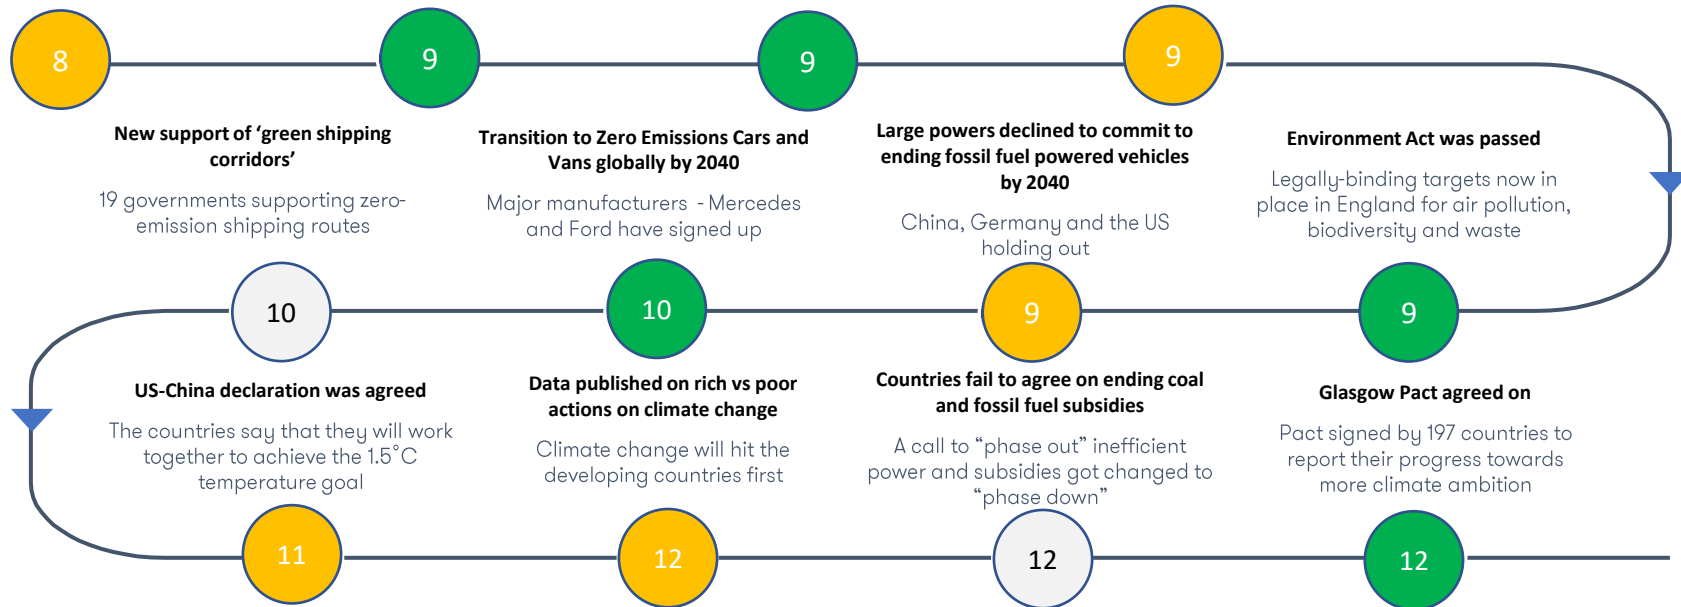 8
9
9
9
New support of ‘green shipping
corridors’
19 governments supporting zero-
emission shipping routes
Transition to Zero Emissions Cars and
Vans globally by 2040
Major manufacturers - Mercedes
and Ford have signed up
Large powers declined to commit to
ending fossil fuel powered vehicles
by 2040
China, Germany and the US
holding out
Environment Act was passed
Legally-binding targets now in
place in England for air pollution,
biodiversity and waste
10
10
9
9
US-China declaration was agreed
The countries say that they will work
together to achieve the 1.5°C
temperature goal
Data published on rich vs poor
actions on climate change
Climate change will hit the
developing countries first
Countries fail to agree on ending coal
and fossil fuel subsidies
A call to “phase out” inefficient
power and subsidies got changed to
“phase down”
Glasgow Pact agreed on
Pact signed by 197 countries to
report their progress towards
more climate ambition
11
12
12
12